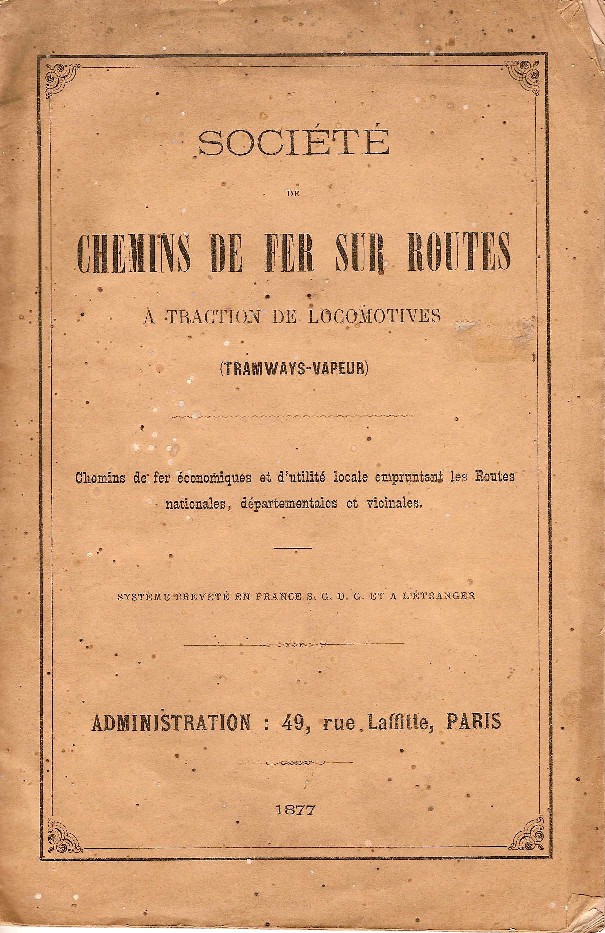 SOCIÉTÉ
DE
CHEMINS DE FER SUR ROUTES
A TRACTION DE LOCOMOTIVES
(TRAMWAYS-VAPEUR)
Chemins de fer économiques et d'utilité locale empruntant les Routes
nationales, départementales et vicinales.
SYSTÈME BREVETÉ EN FRANCE S. G. D. G. ET A L'ÉTRANGER
ADMINISTRATION : 49, rue Laffitte, PARIS
1877